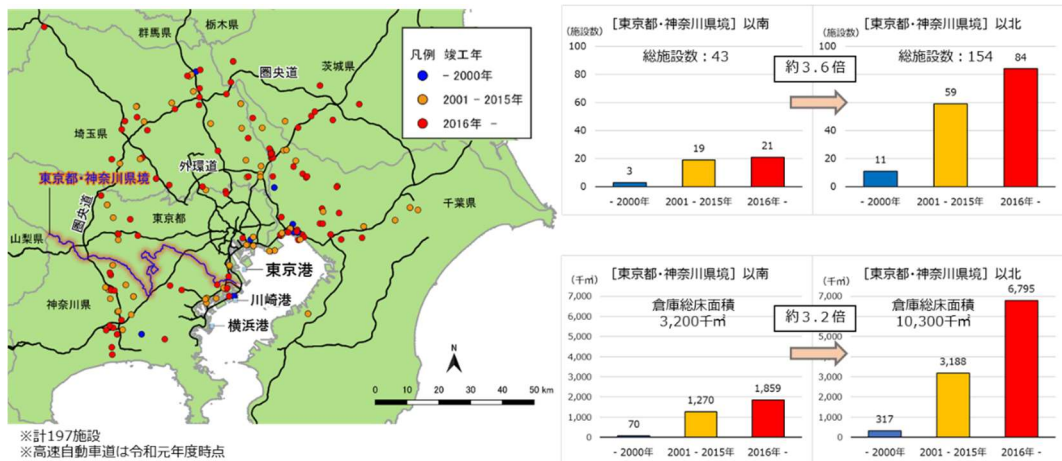 群馬県
栃木県
茨城県
圏央道
凡例 竣工年
- 2000年
2001 - 2015年
2016年 -
埼玉県
外環道
東京都・神奈川県境
圏央道
東京都
千葉県
山梨県
東京港
川崎港
神奈川県
横浜港
N
0 10 20 30 40 50 km
※計197施設
※高速自動車道は令和元年度時点
[東京都・神奈川県境] 以南
(施設数)
総施設数：43
100
80
60
40
20
0
3
19
21
- 2000年
2001 - 2015年
2016年 -
約3.6倍
[東京都・神奈川県境] 以北
(施設数)
総施設数：154
100
80
60
40
20
0
11
59
84
- 2000年
2001 - 2015年
2016年 -
[東京都・神奈川県境] 以南
(千㎡)
倉庫総床面積
3,200千㎡
7,000
6,000
5,000
4,000
3,000
2,000
1,000
0
70
1,270
1,859
- 2000年
2001 - 2015年
2016年 -
約3.2倍
[東京都・神奈川県境] 以北
(千㎡)
倉庫総床面積
10,300千㎡
7,000
6,000
5,000
4,000
3,000
2,000
1,000
0
317
3,188
6,795
- 2000年
2001 - 2015年
2016年 -